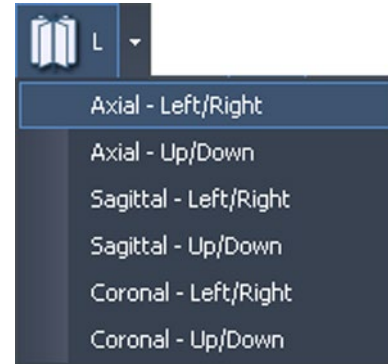 L
Axial - Left/Right
Axial - Up/Down
Sagittal - Left/Right
Sagittal - Up/Down
Coronal - Left/Right
Coronal - Up/Down